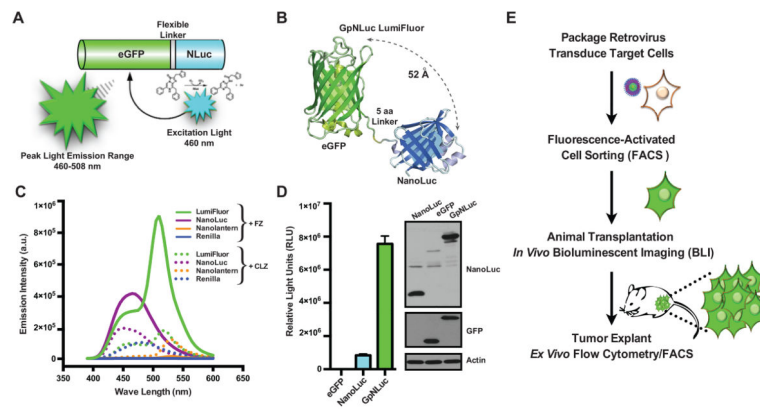 A
Flexible
Linker
eGFP
NLuc
Excitation Light
460 nm
Peak Light Emission Range
460-508 nm
B
GpNLuc LumiFluor
52 Å
5 aa
Linker
eGFP
NanoLuc
C
Emission Intensity (a.u.)
1×10⁶
8×10⁵
6×10⁵
4×10⁵
2×10⁵
0
350 400 450 500 550 600 650
Wave Length (nm)
LumiFluor
NanoLuc
Nanolantern
Renilla
+ FZ
LumiFluor
NanoLuc
Nanolantern
Renilla
+ CLZ
D
Relative Light Units (RLU)
1×10⁷
8×10⁶
6×10⁶
4×10⁶
2×10⁶
0
eGFP
NanoLuc
GpNLuc
NanoLuc
eGFP
GpNLuc
NanoLuc
GFP
Actin
E
Package Retrovirus
Transduce Target Cells
Fluorescence-Activated
Cell Sorting (FACS )
Animal Transplantation
In Vivo Bioluminescent Imaging (BLI)
Tumor Explant
Ex Vivo Flow Cytometry/FACS